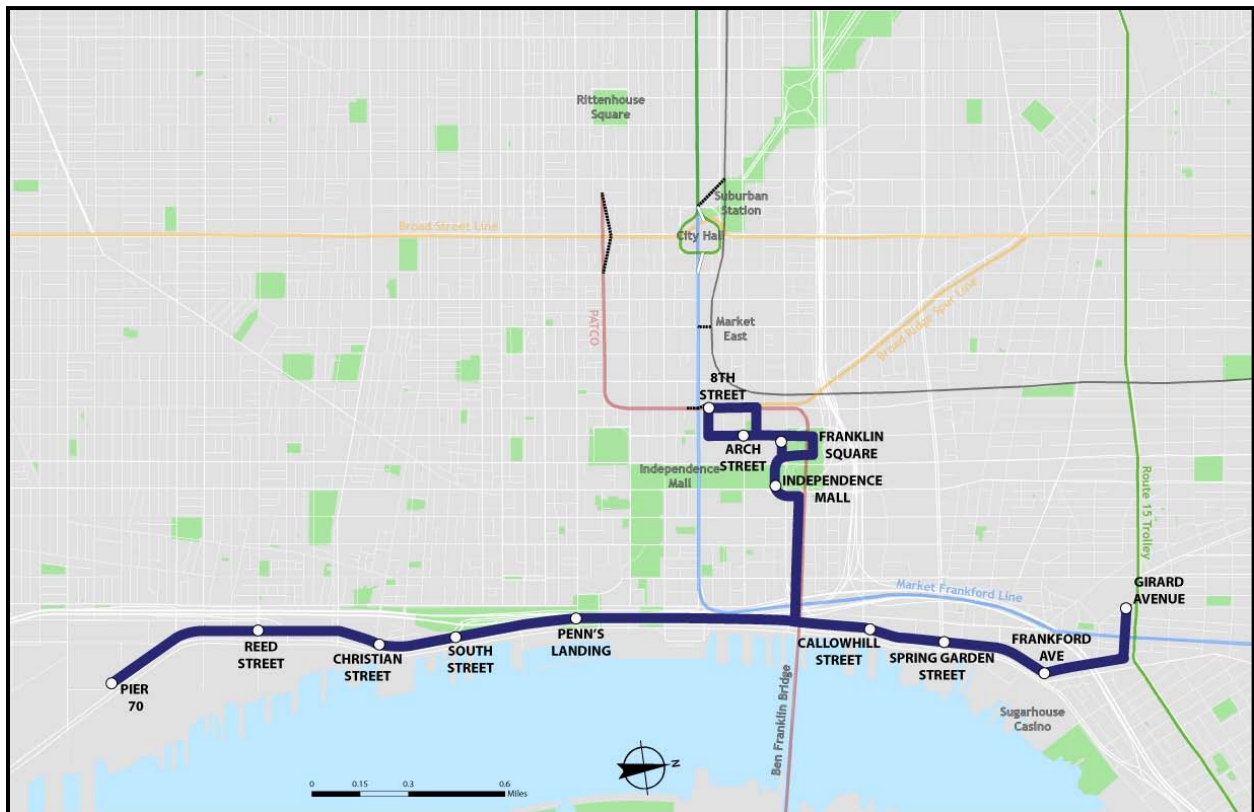 Rittenhouse
Square
Suburban
Station
Broad Street Line
City Hall
PATCO
Market
East
Broad Ridge Spur Line
8TH
STREET
ARCH
STREET
FRANKLIN
SQUARE
Independence
Mall
INDEPENDENCE
MALL
Route 15 Trolley
Market Frankford Line
GIRARD
AVENUE
PENN'S
LANDING
REED
STREET
CHRISTIAN
STREET
SOUTH
STREET
CALLOWHILL
STREET
SPRING GARDEN
STREET
FRANKFORD
AVE
PIER
70
Ben Franklin Bridge
Sugarhouse
Casino
N
0 0.15 0.3 0.6
Miles